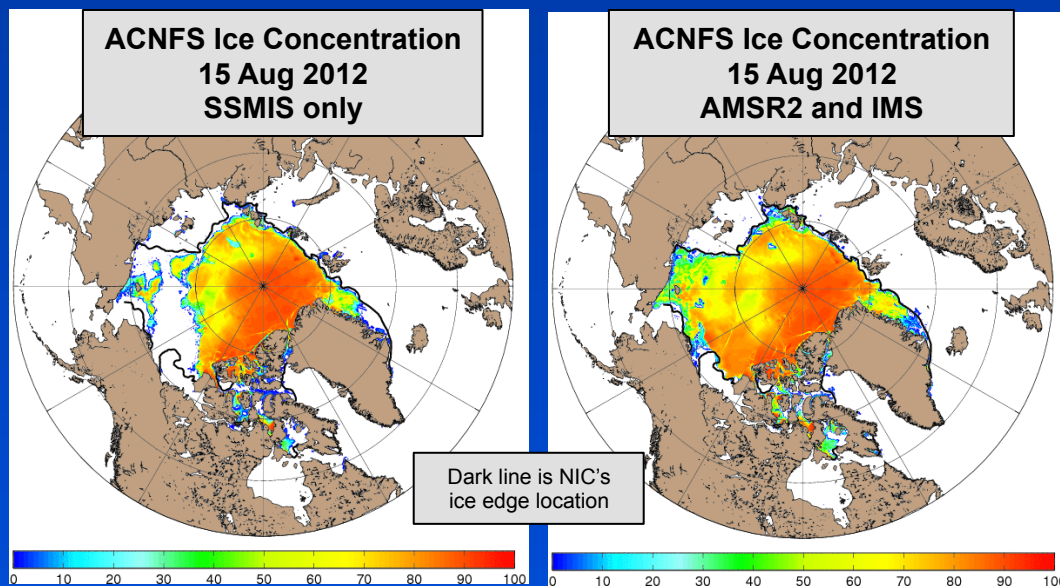 ACNFS Ice Concentration
15 Aug 2012
SSMIS only
ACNFS Ice Concentration
15 Aug 2012
AMSR2 and IMS
Dark line is NIC's
ice edge location
0 10 20 30 40 50 60 70 80 90 100
0 10 20 30 40 50 60 70 80 90 100